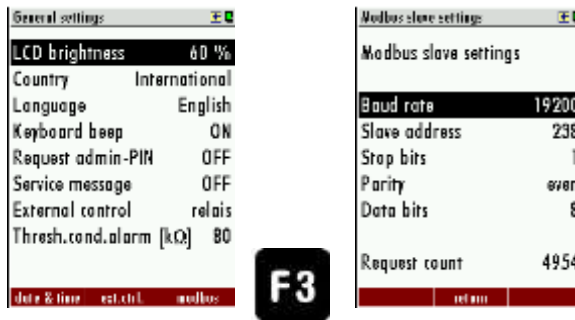 General settings
LCD brightness 60 %
Country International
Language English
Keyboard beep ON
Request admin-PIN OFF
Service message OFF
External control relais
Thresh.cond.alarm [kΩ] 80
date & time ext.ctrl. modbus
F3
Modbus slave settings
Modbus slave settings
Baud rate 19200
Slave address 238
Stop bits 1
Parity even
Data bits 8
Request count 4954
return